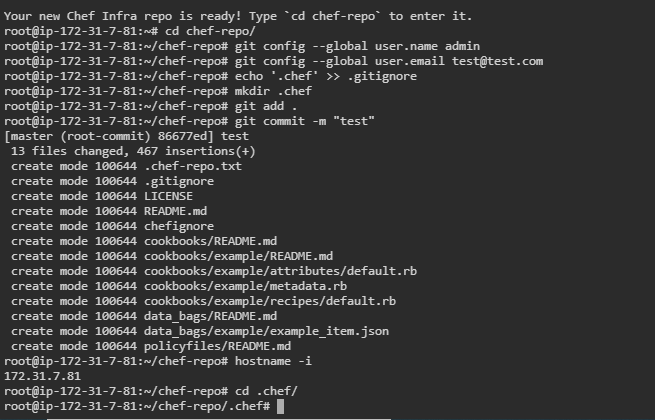 Your new Chef Infra repo is ready! Type `cd chef-repo` to enter it.
root@ip-172-31-7-81:~# cd chef-repo/
root@ip-172-31-7-81:~/chef-repo# git config --global user.name admin
root@ip-172-31-7-81:~/chef-repo# git config --global user.email test@test.com
root@ip-172-31-7-81:~/chef-repo# echo '.chef' >> .gitignore
root@ip-172-31-7-81:~/chef-repo# mkdir .chef
root@ip-172-31-7-81:~/chef-repo# git add .
root@ip-172-31-7-81:~/chef-repo# git commit -m "test"
[master (root-commit) 86677ed] test
 13 files changed, 467 insertions(+)
 create mode 100644 .chef-repo.txt
 create mode 100644 .gitignore
 create mode 100644 LICENSE
 create mode 100644 README.md
 create mode 100644 chefignore
 create mode 100644 cookbooks/README.md
 create mode 100644 cookbooks/example/README.md
 create mode 100644 cookbooks/example/attributes/default.rb
 create mode 100644 cookbooks/example/metadata.rb
 create mode 100644 cookbooks/example/recipes/default.rb
 create mode 100644 data_bags/README.md
 create mode 100644 data_bags/example/example_item.json
 create mode 100644 policyfiles/README.md
root@ip-172-31-7-81:~/chef-repo# hostname -i
172.31.7.81
root@ip-172-31-7-81:~/chef-repo# cd .chef/
root@ip-172-31-7-81:~/chef-repo/.chef#